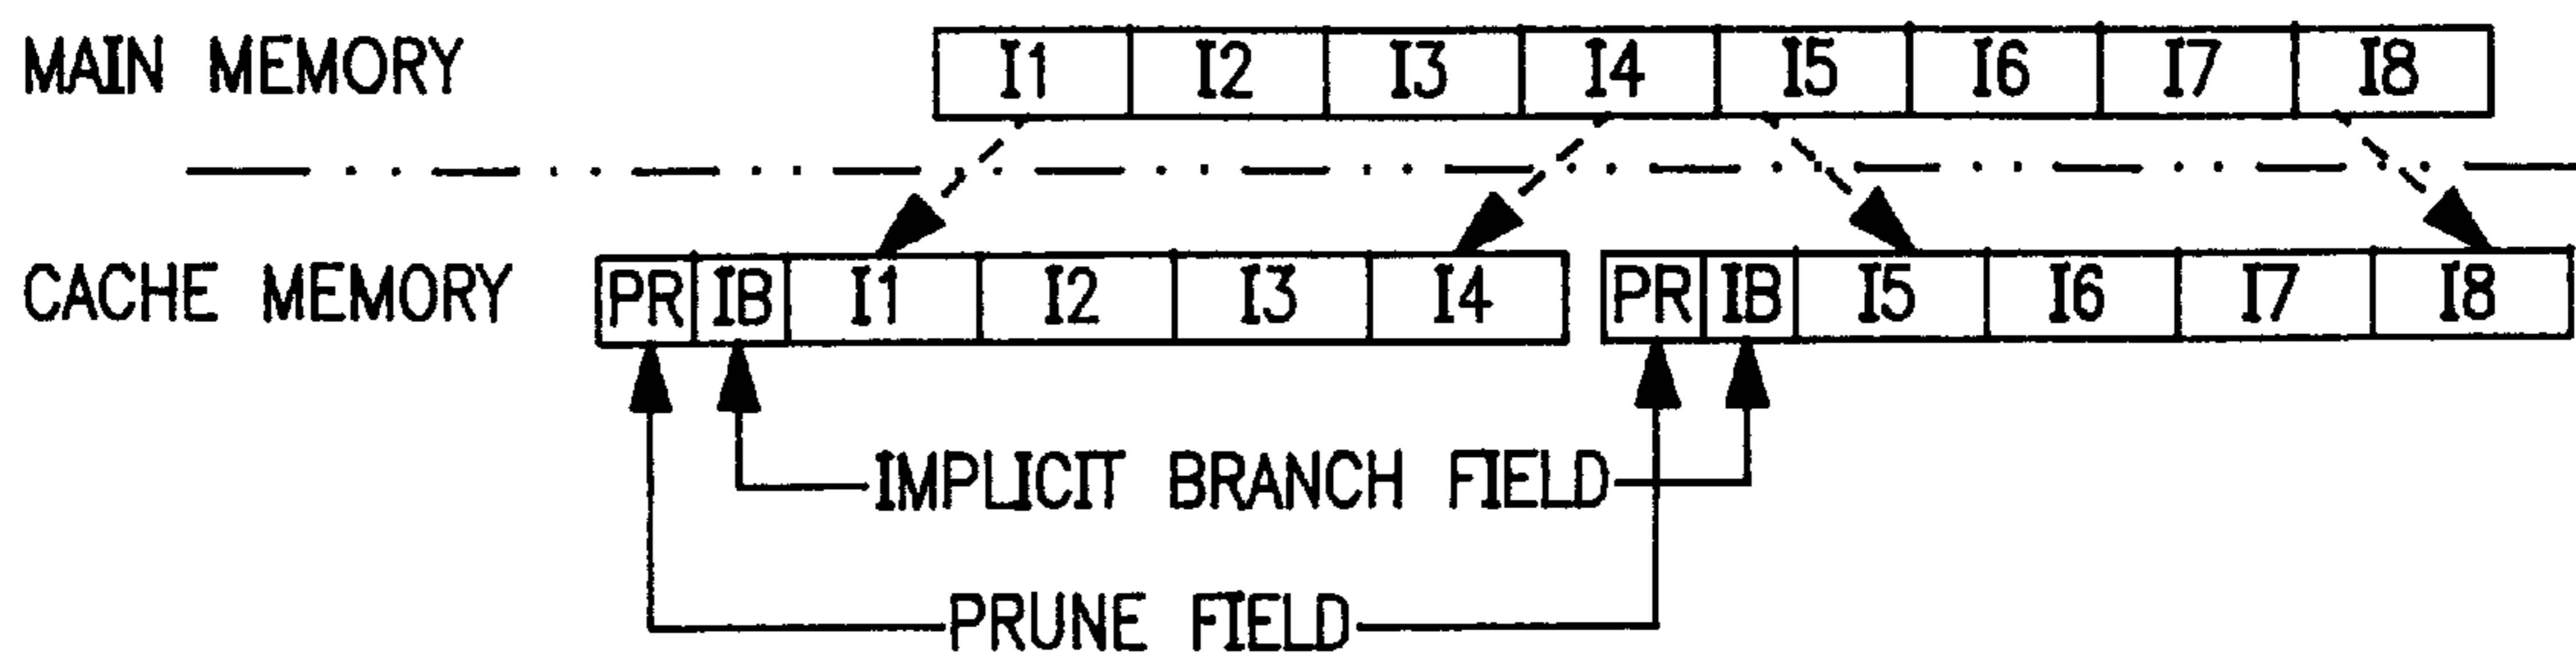 MAIN MEMORY I1 I2 I3 I4 I5 I6 I7 I8
CACHE MEMORY PR IB I1 I2 I3 I4 PR IB I5 I6 I7 I8
IMPLICIT BRANCH FIELD
PRUNE FIELD